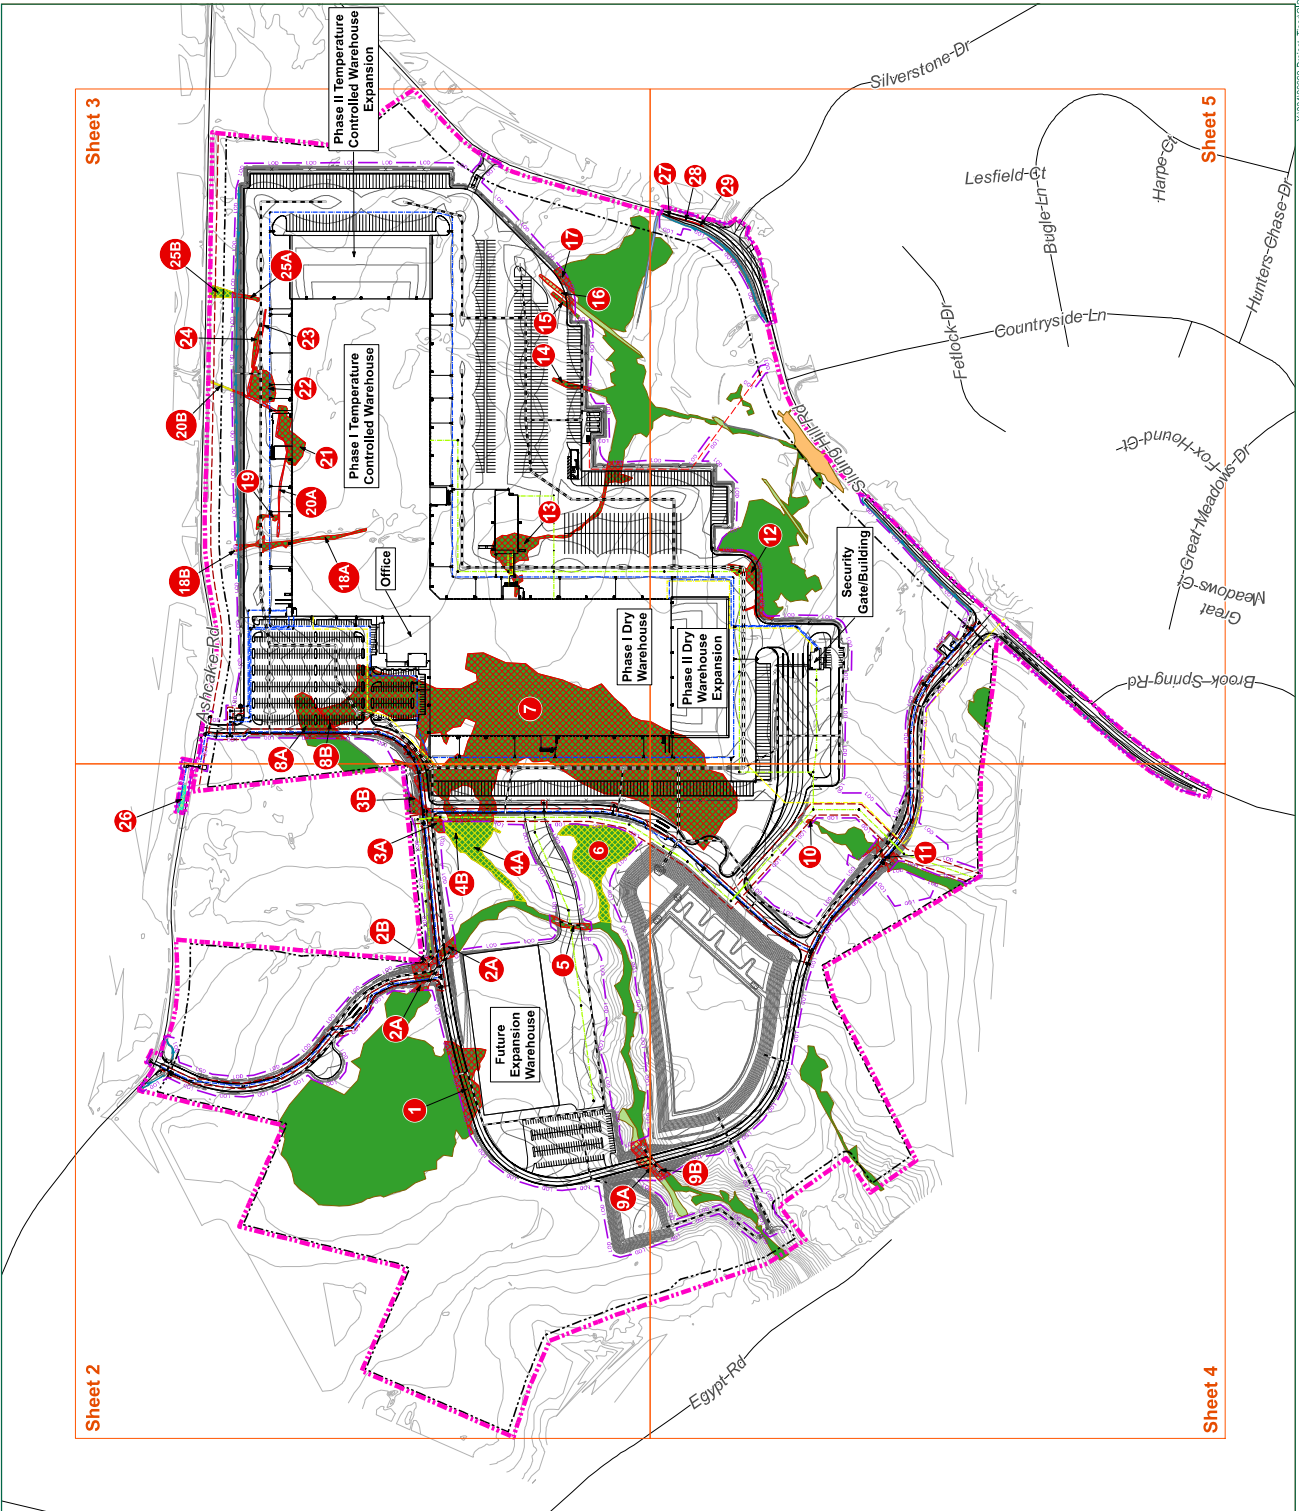 Sheet 3
Sheet 5
Sheet 2
Sheet 4
Phase II Temperature
Controlled Warehouse
Expansion
Phase I Temperature
Controlled Warehouse
Office
Phase I Dry
Warehouse
Phase II Dry
Warehouse
Expansion
Security
Gate/Building
Future
Expansion
Warehouse
Silverstone-Dr
Lesfield-Ct
Bugle-Ln-Ct
Harpe-Ct
Hunters-Chase-Dr
Fetlock-Dr
Countryside-Ln
Sliding-Hill-Rd
Fox-Hound-Ct
Great-Meadows-Dr
Great
Meadows-Ct
Brook-Spring-Rd
Ashcake-Rd
Egypt-Rd
25B
25A
24
23
22
20B
21
19
20A
18B
18A
17
16
15
14
13
12
27
28
29
8A
8B
7
26
3B
3A
4B
4A
6
2B
2A
2A
5
1
9A
9B
10
11